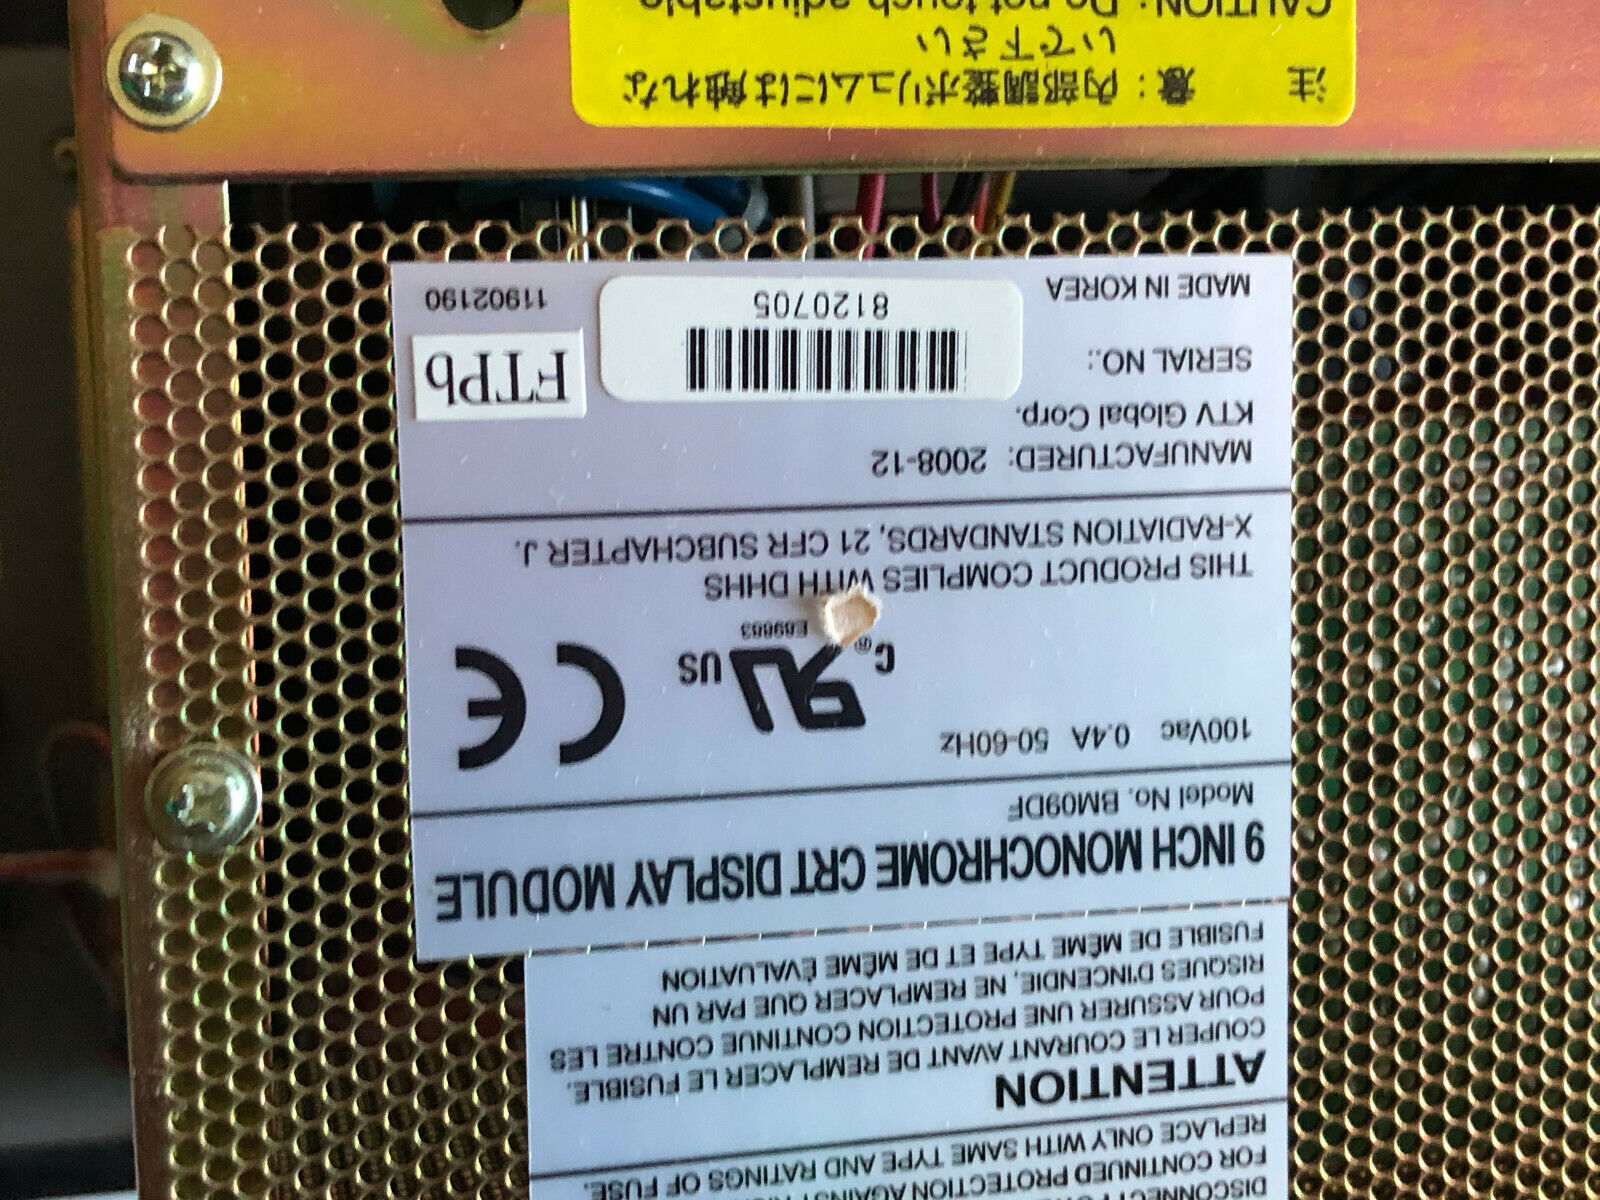 DISCONNECT
FOR CONTINUED PROTECTION AGAINST
REPLACE ONLY WITH SAME TYPE AND RATINGS OF FUSE.
ATTENTION
COUPER LE COURANT AVANT DE REMPLACER LE FUSIBLE.
POUR ASSURER UNE PROTECTION CONTINUE CONTRE LES
RISQUES D'INCENDIE, NE REMPLACER QUE PAR UN
FUSIBLE DE MÊME TYPE ET DE MÊME ÉVALUATION
9 INCH MONOCHROME CRT DISPLAY MODULE
Model No. BM09DF
100Vac 0.4A 50-60Hz
C ® US CE
E69663
THIS PRODUCT COMPLIES WITH DHHS
X-RADIATION STANDARDS, 21 CFR SUBCHAPTER J.
MANUFACTURED: 2008-12
KTV Global Corp.
SERIAL NO.:
FTPb
MADE IN KOREA 8120705 11902190
注 意：内部調整ボリュムには触れな
いで下さい
CAUTION: Do not touch adjustable